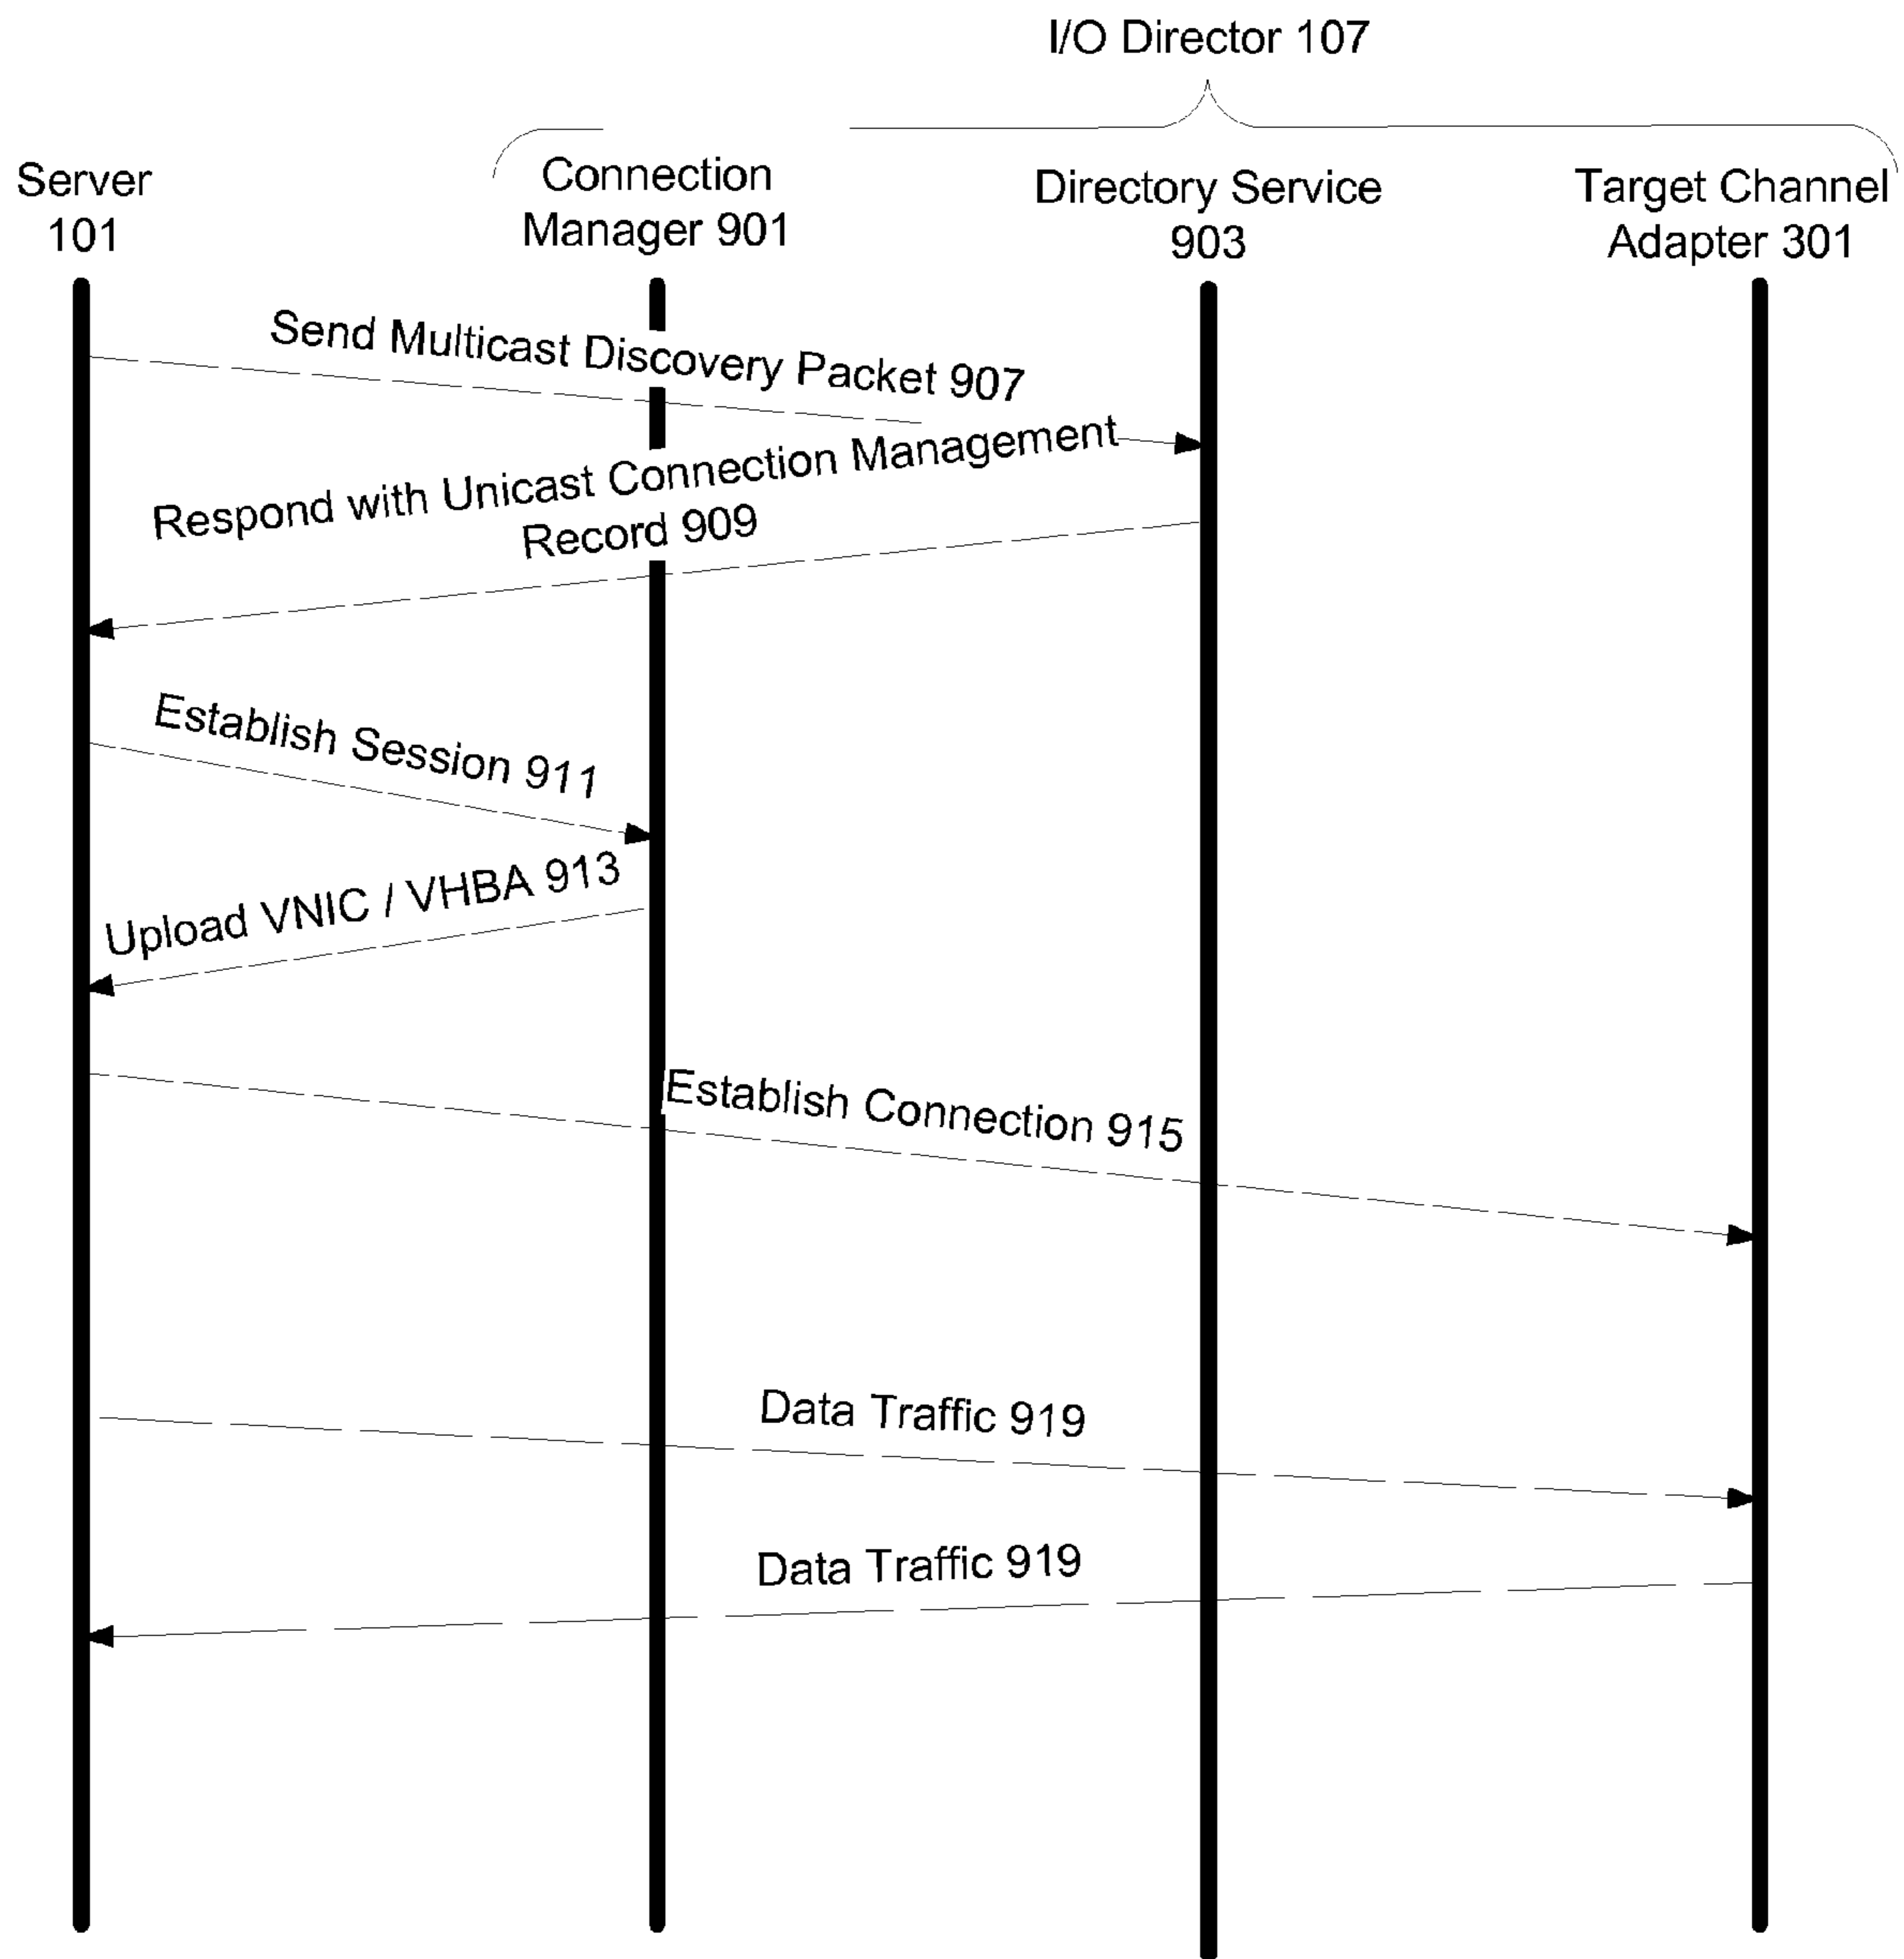 I/O Director 107
Server
101
Connection
Manager 901
Directory Service
903
Target Channel
Adapter 301
Send Multicast Discovery Packet 907
Respond with Unicast Connection Management
Record 909
Establish Session 911
Upload VNIC / VHBA 913
Establish Connection 915
Data Traffic 919
Data Traffic 919